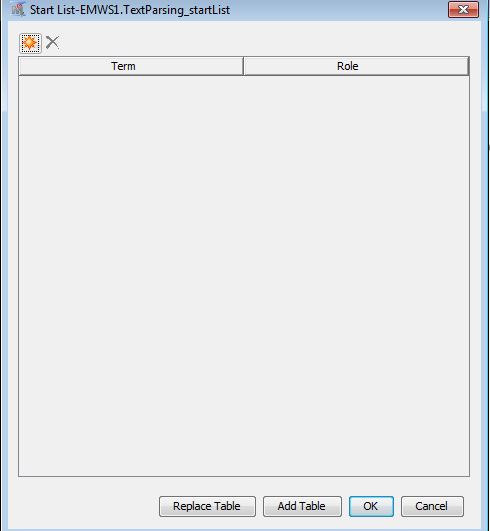 Start List-EMWS1.TextParsing_startList
Term Role
Replace Table Add Table OK Cancel